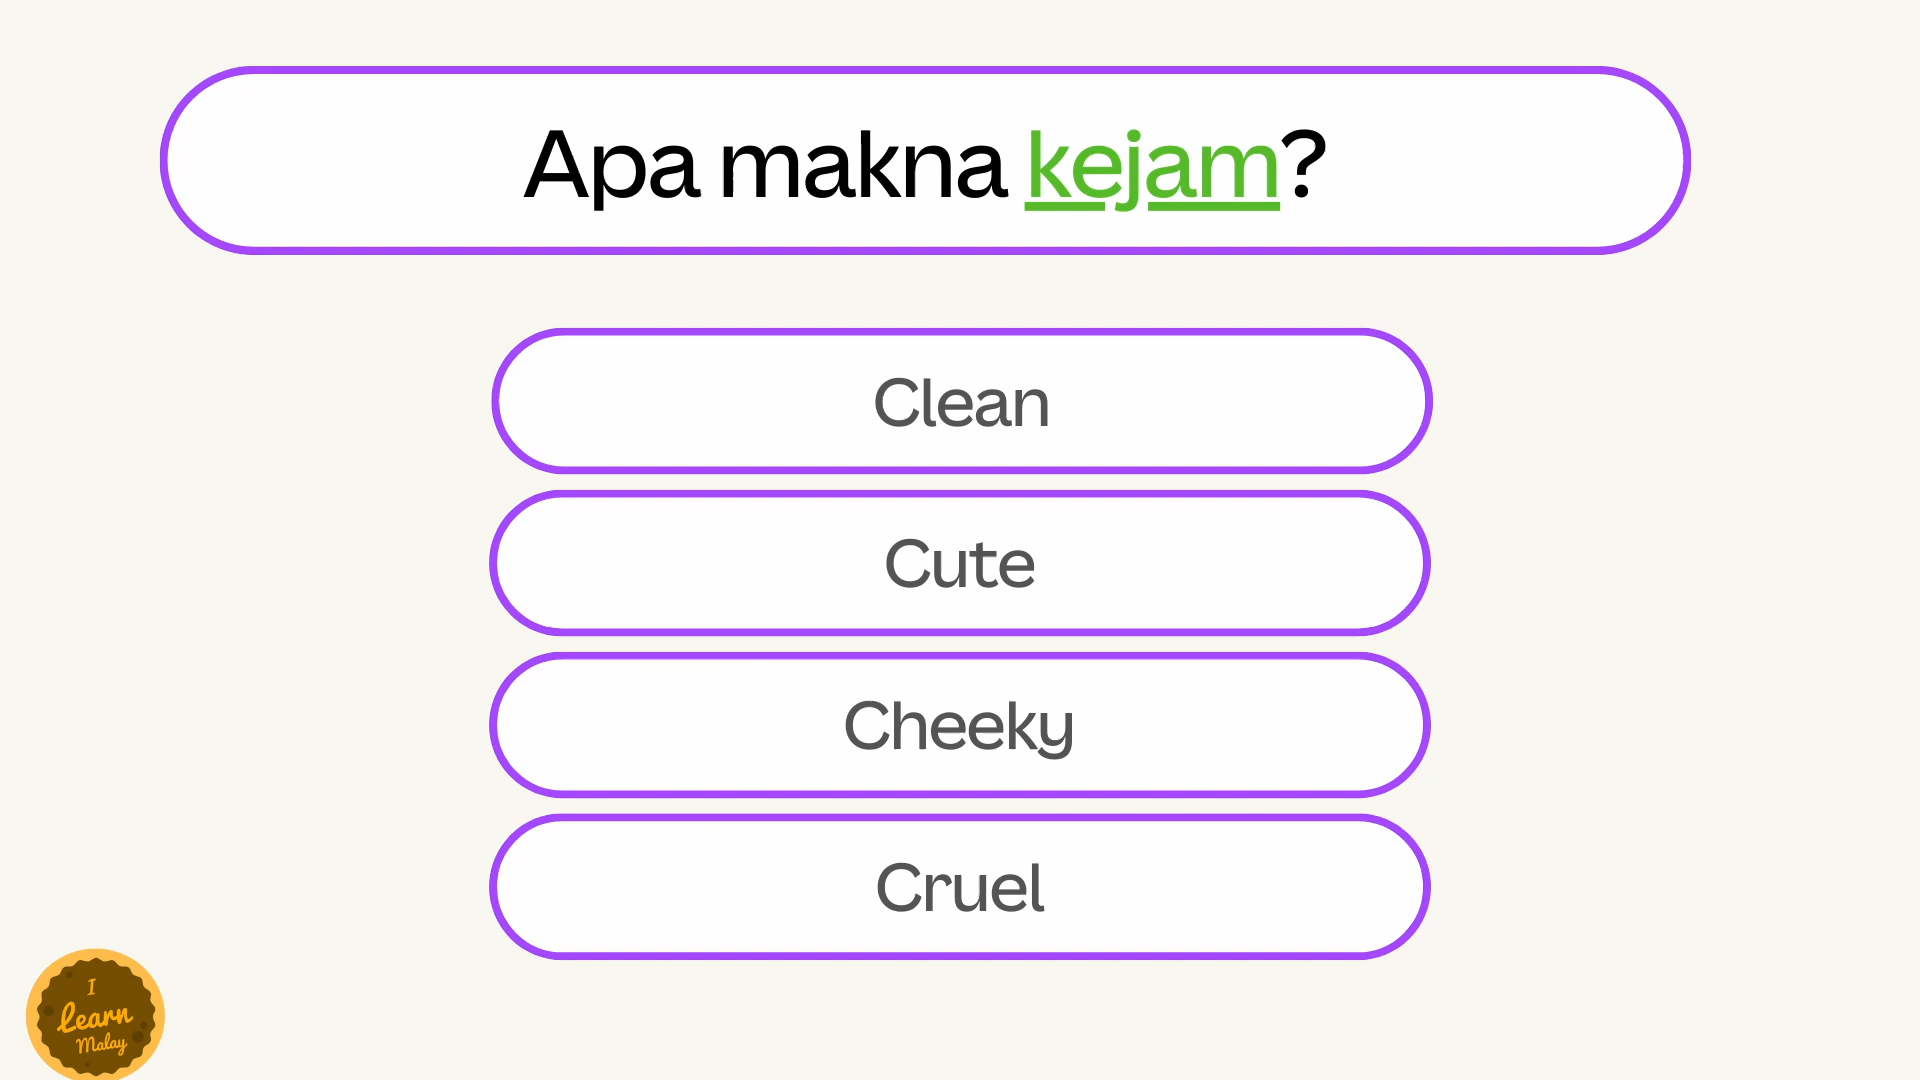 Apa makna kejam?
Clean
Cute
Cheeky
Cruel
I
Learn
Malay